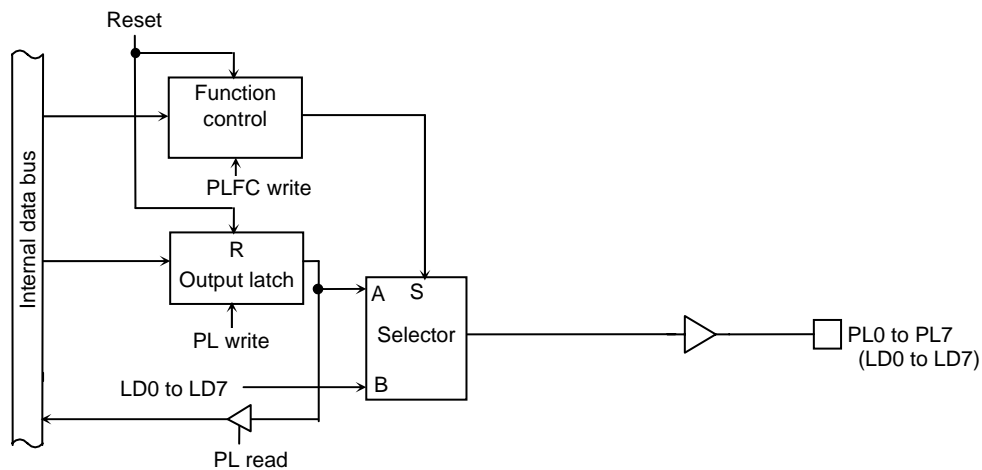 Reset
Function
control
PLFC write
Internal data bus
R
Output latch
PL write
A
S
Selector
B
LD0 to LD7
PL read
PL0 to PL7
(LD0 to LD7)